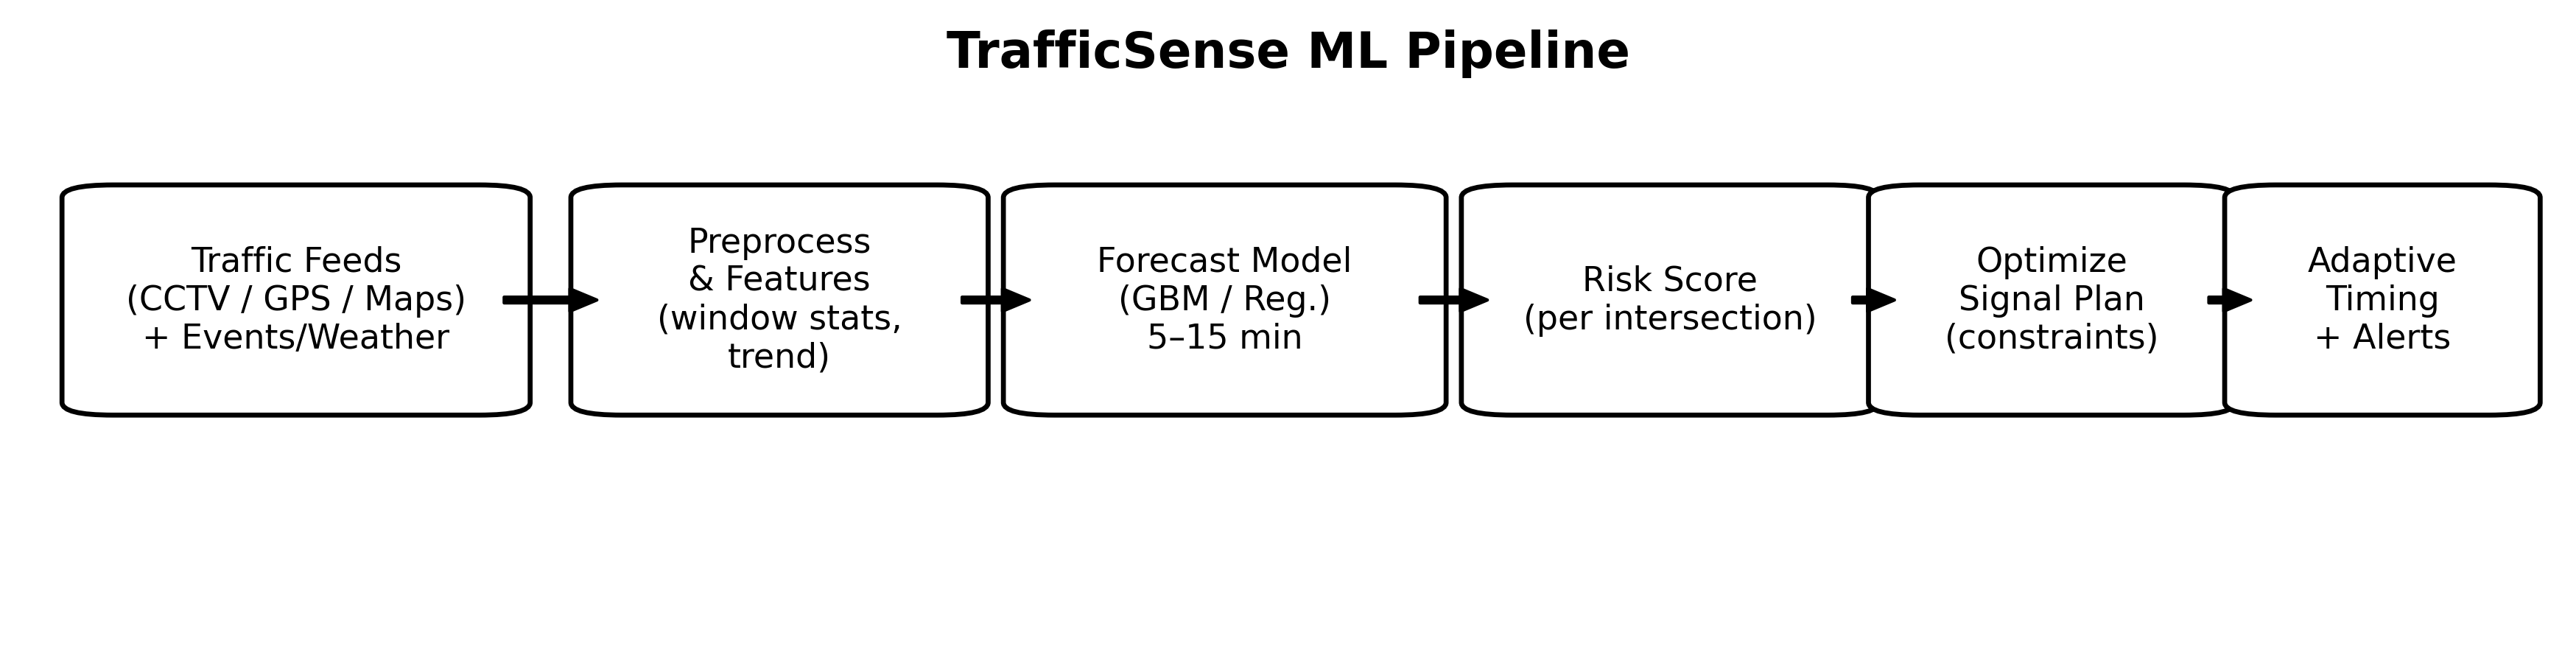 TrafficSense ML Pipeline
Traffic Feeds
(CCTV / GPS / Maps)
+ Events/Weather
Preprocess
& Features
(window stats,
trend)
Forecast Model
(GBM / Reg.)
5–15 min
Risk Score
(per intersection)
Optimize
Signal Plan
(constraints)
Adaptive
Timing
+ Alerts